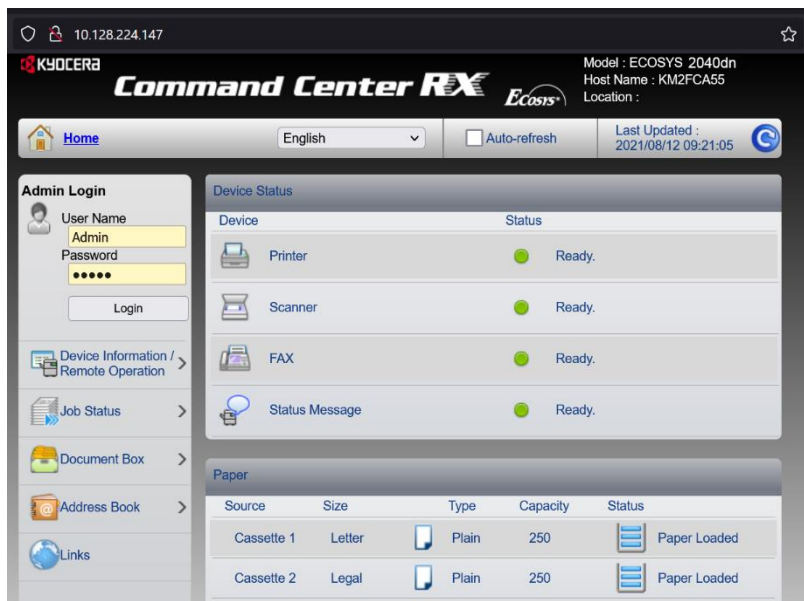 10.128.224.147
KYOCERA
Command Center RX
Ecosys
Model : ECOSYS 2040dn
Host Name : KM2FCA55
Location :
Home
English
Auto-refresh
Last Updated :
2021/08/12 09:21:05
Admin Login
User Name
Admin
Password
•••••
Login
Device Information /
Remote Operation
Job Status
Document Box
Address Book
Links
Device Status
Device Status
Printer Ready.
Scanner Ready.
FAX Ready.
Status Message Ready.
Paper
Source Size Type Capacity Status
Cassette 1 Letter Plain 250 Paper Loaded
Cassette 2 Legal Plain 250 Paper Loaded